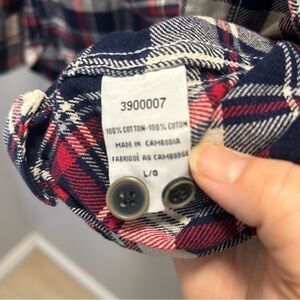 3900007
100% COTTON-100% COTON
MADE IN CAMBODIA
FABRIQUÉ AU CAMBODGE
L/G